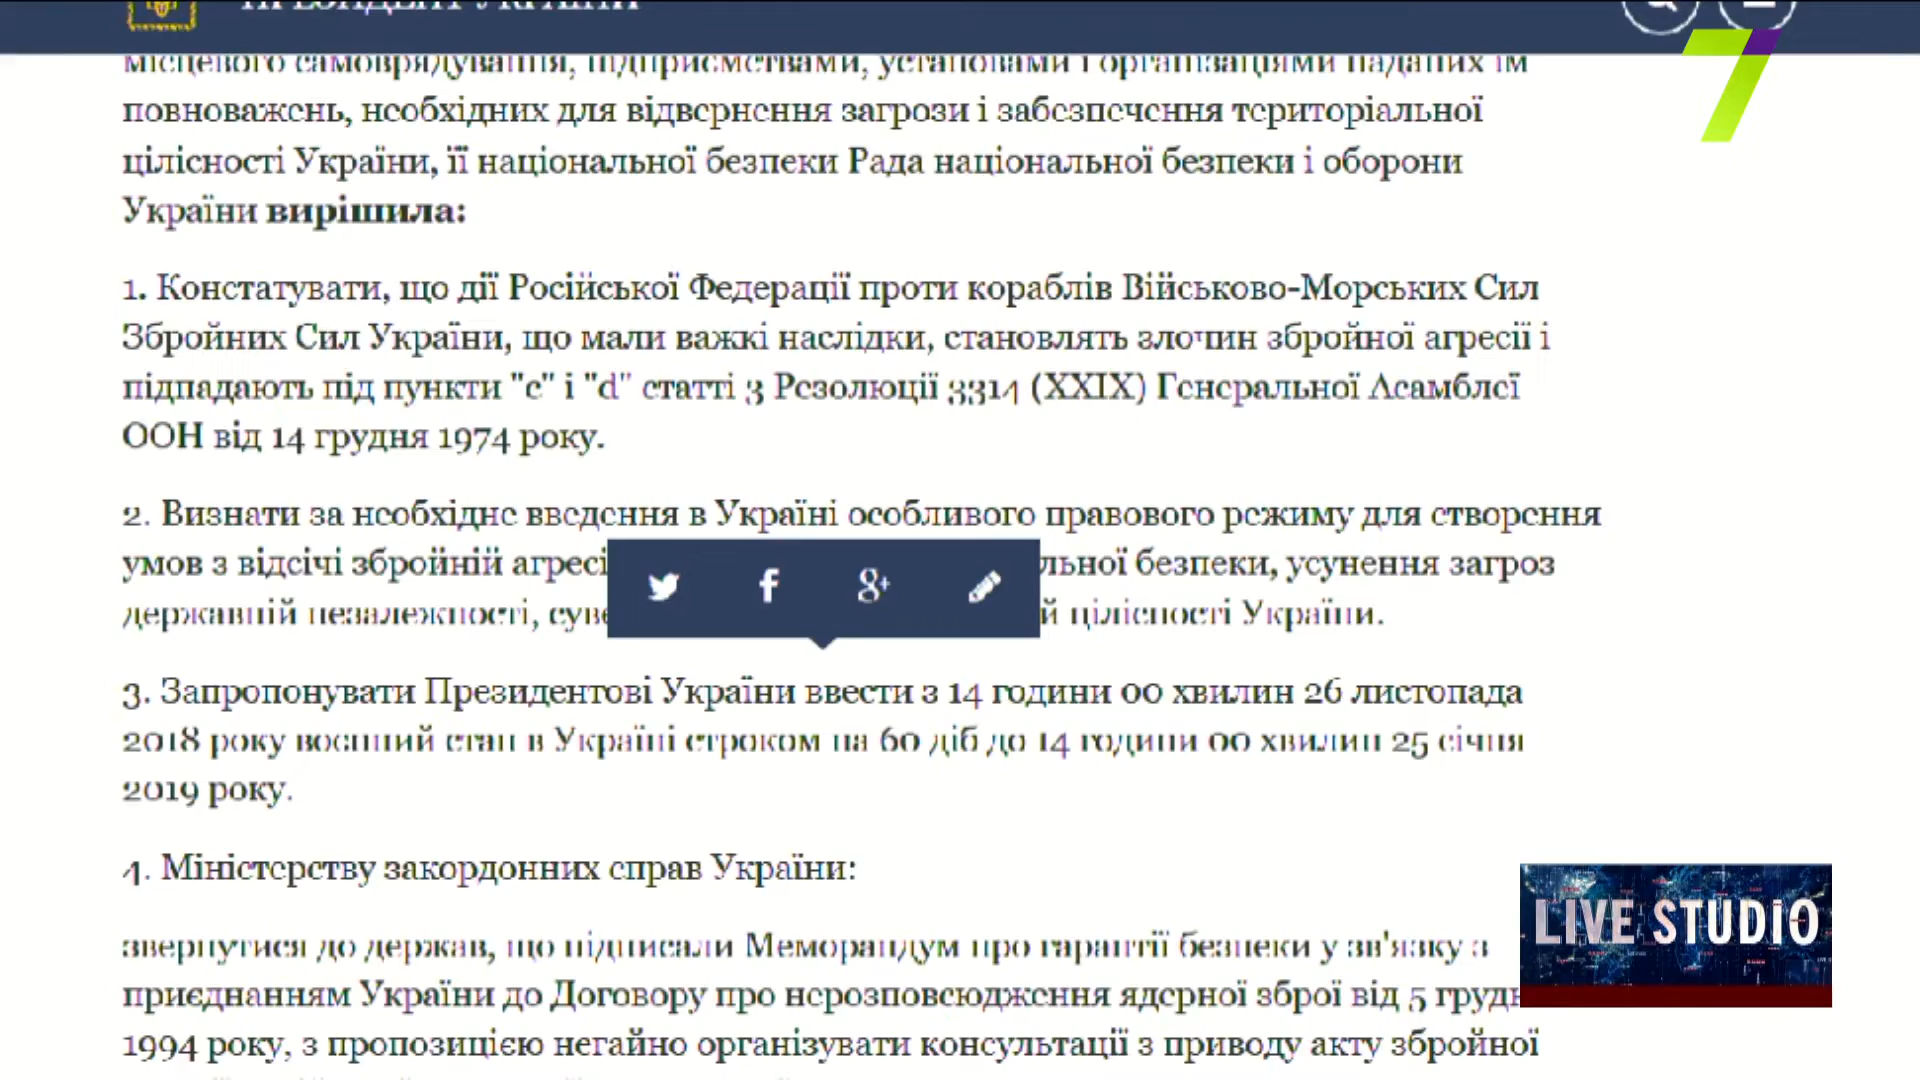 ПРЕЗИДЕНТ УКРАЇНИ
місцевого самоврядування, підприємствами, установами і організаціями наданих їм
повноважень, необхідних для відвернення загрози і забезпечення територіальної
цілісності України, її національної безпеки Рада національної безпеки і оборони
України вирішила:
1. Констатувати, що дії Російської Федерації проти кораблів Військово-Морських Сил
Збройних Сил України, що мали важкі наслідки, становлять злочин збройної агресії і
підпадають під пункти "c" і "d" статті 3 Резолюції 3314 (XXIX) Генеральної Асамблеї
ООН від 14 грудня 1974 року.
2. Визнати за необхідне введення в Україні особливого правового режиму для створення
умов з відсічі збройній агресі льної безпеки, усунення загроз
державній незалежності, суве й цілісності України.
3. Запропонувати Президентові України ввести з 14 години 00 хвилин 26 листопада
2018 року воєнний стан в Україні строком на 60 діб до 14 години 00 хвилин 25 січня
2019 року.
4. Міністерству закордонних справ України:
звернутися до держав, що підписали Меморандум про гарантії безпеки у зв'язку з
приєднанням України до Договору про нерозповсюдження ядерної зброї від 5 груд
1994 року, з пропозицією негайно організувати консультації з приводу акту збройної
7
LIVE STUDIO